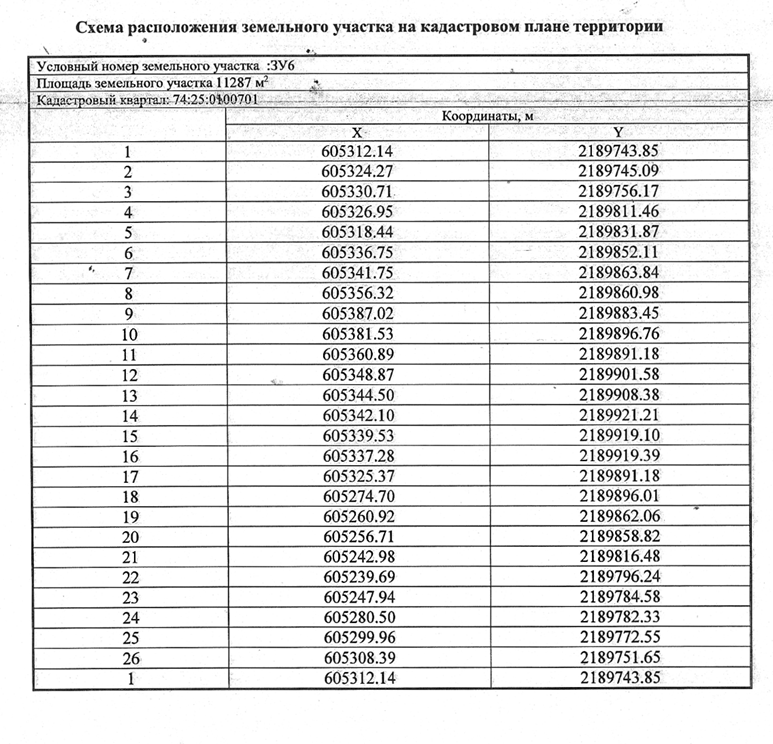 Схема расположения земельного участка на кадастровом плане территории
Условный номер земельного участка :ЗУ6
Площадь земельного участка 11287 м²
Кадастровый квартал: 74:25:0100701
Координаты, м
X Y
1 605312.14 2189743.85
2 605324.27 2189745.09
3 605330.71 2189756.17
4 605326.95 2189811.46
5 605318.44 2189831.87
6 605336.75 2189852.11
7 605341.75 2189863.84
8 605356.32 2189860.98
9 605387.02 2189883.45
10 605381.53 2189896.76
11 605360.89 2189891.18
12 605348.87 2189901.58
13 605344.50 2189908.38
14 605342.10 2189921.21
15 605339.53 2189919.10
16 605337.28 2189919.39
17 605325.37 2189891.18
18 605274.70 2189896.01
19 605260.92 2189862.06
20 605256.71 2189858.82
21 605242.98 2189816.48
22 605239.69 2189796.24
23 605247.94 2189784.58
24 605280.50 2189782.33
25 605299.96 2189772.55
26 605308.39 2189751.65
1 605312.14 2189743.85